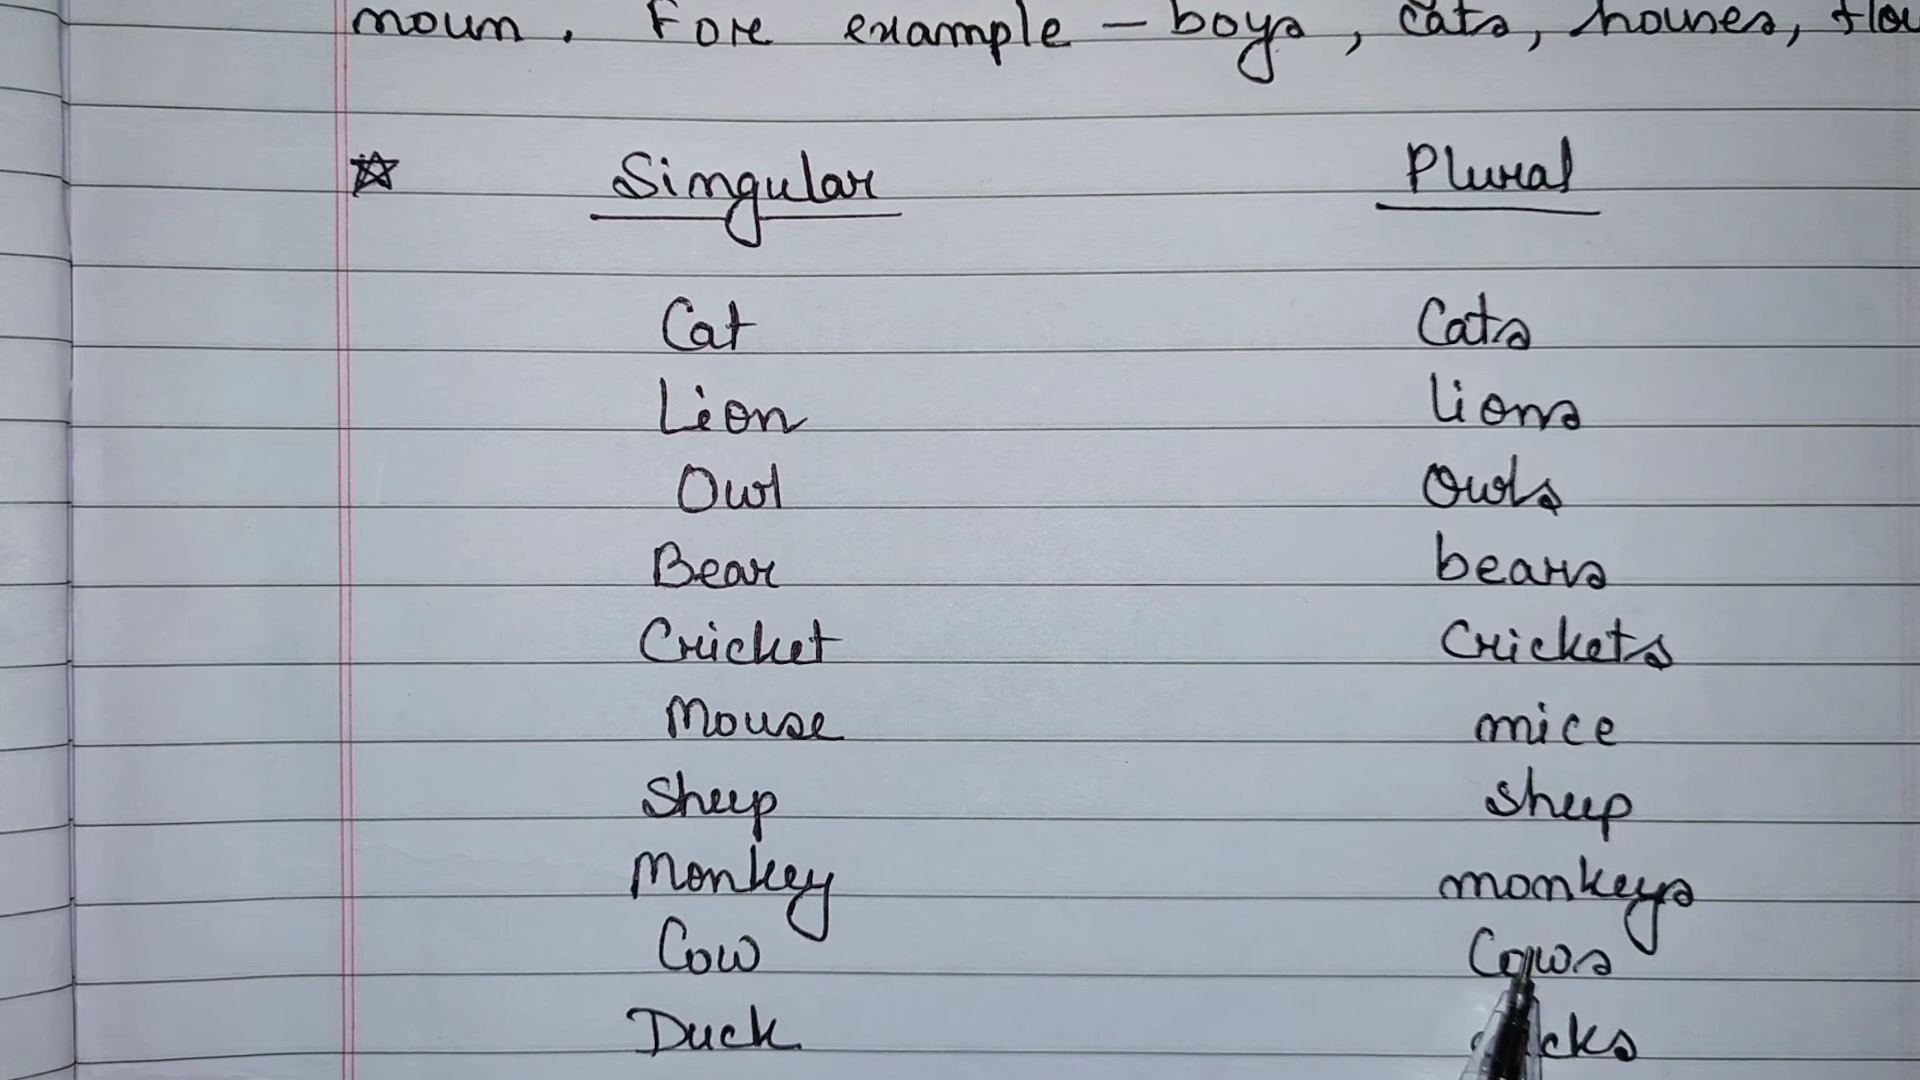 noun. For example - boys, cats, houses,
Singular Plural
Cat Cats
Lion lions
Owl Owls
Bear bears
Cricket Crickets
Mouse mice
Sheep sheep
Monkey monkeys
Cow Cows
Duck